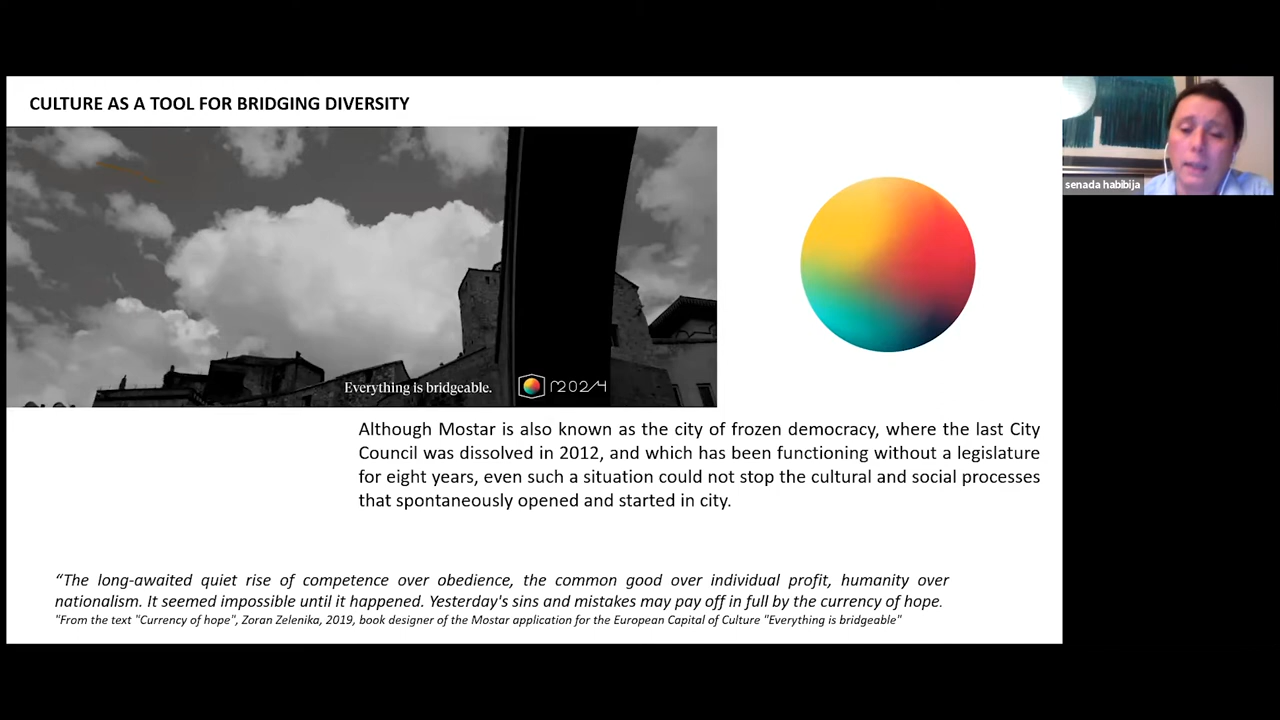 CULTURE AS A TOOL FOR BRIDGING DIVERSITY
senada habibija
Everything is bridgeable.
M2024
Although Mostar is also known as the city of frozen democracy, where the last City
Council was dissolved in 2012, and which has been functioning without a legislature
for eight years, even such a situation could not stop the cultural and social processes
that spontaneously opened and started in city.
“The long-awaited quiet rise of competence over obedience, the common good over individual profit, humanity over
nationalism. It seemed impossible until it happened. Yesterday's sins and mistakes may pay off in full by the currency of hope.
"From the text "Currency of hope", Zoran Zelenika, 2019, book designer of the Mostar application for the European Capital of Culture "Everything is bridgeable"